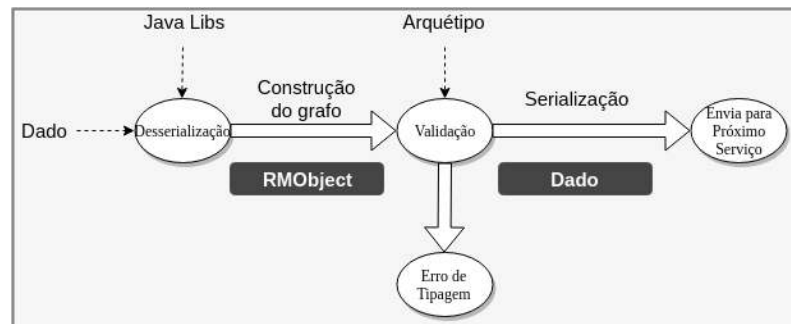 Java Libs
Arquétipo
Construção
do grafo
Serialização
Dado
Desserialização
Validação
Envia para
Próximo
Serviço
RMObject
Dado
Erro de
Tipagem